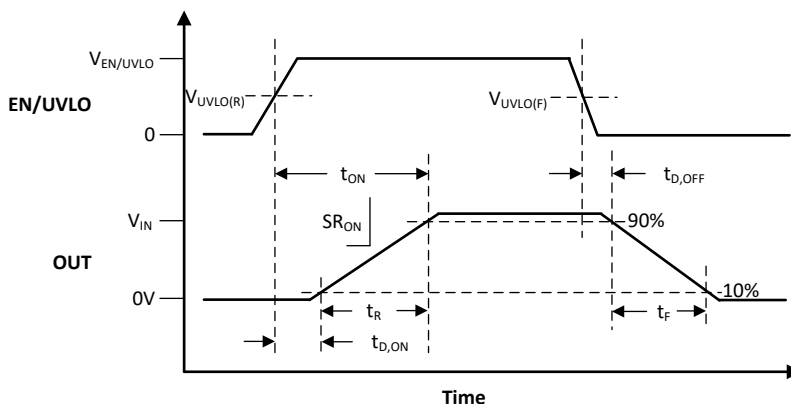 V_EN/UVLO
V_UVLO(R)
V_UVLO(F)
EN/UVLO
0
t_ON
t_D,OFF
V_IN
SR_ON
90%
OUT
0V
10%
t_R
t_F
t_D,ON
Time